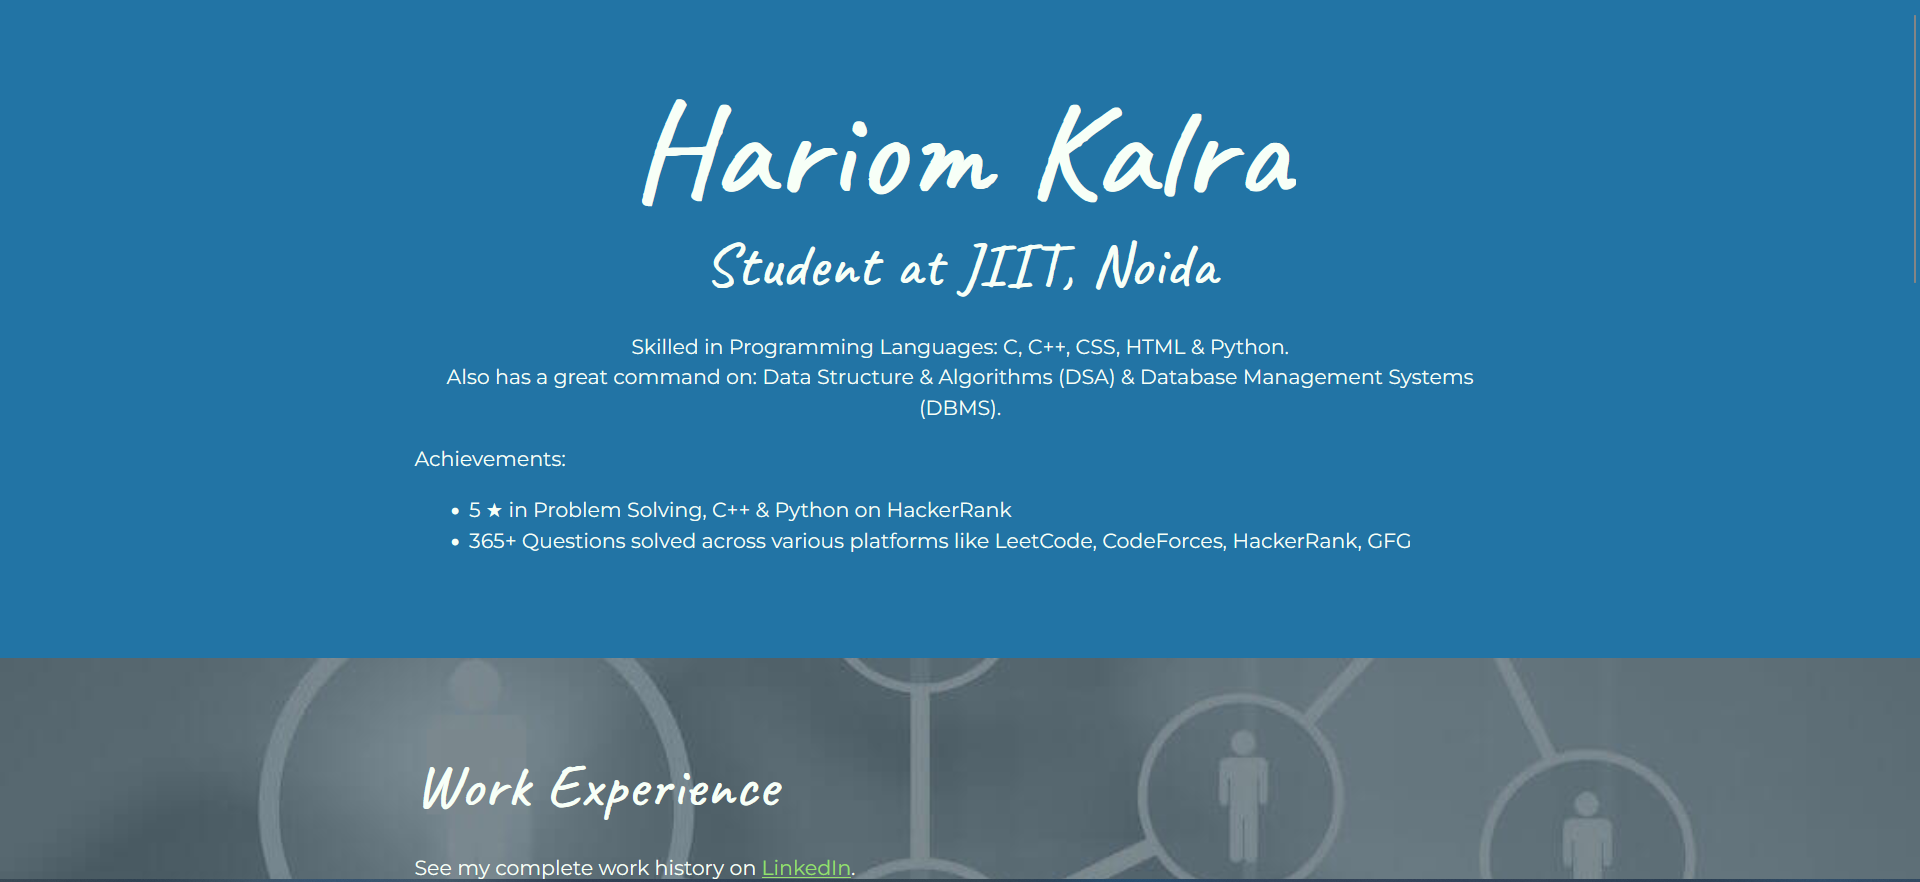 Hariom Kalra
Student at JIIT, Noida
Skilled in Programming Languages: C, C++, CSS, HTML & Python.
Also has a great command on: Data Structure & Algorithms (DSA) & Database Management Systems
(DBMS).
Achievements:
• 5 ★ in Problem Solving, C++ & Python on HackerRank
• 365+ Questions solved across various platforms like LeetCode, CodeForces, HackerRank, GFG
Work Experience
See my complete work history on LinkedIn.